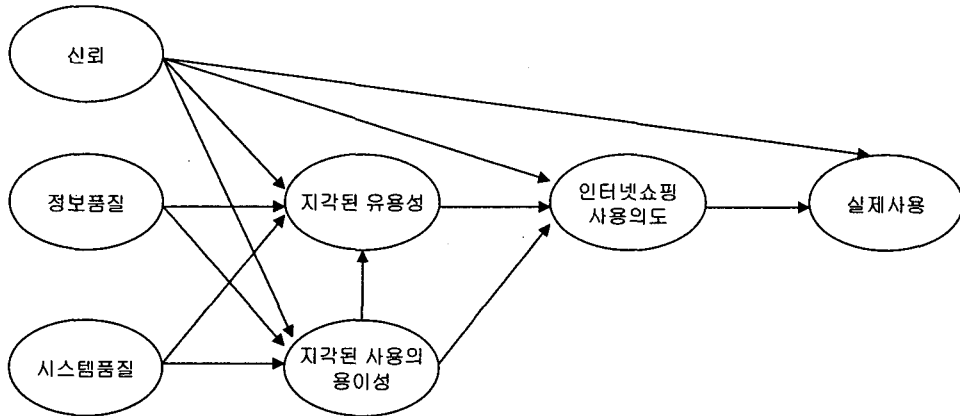 신뢰
정보품질
지각된 유용성
인터넷쇼핑
사용의도
실제사용
시스템품질
지각된 사용의
용이성